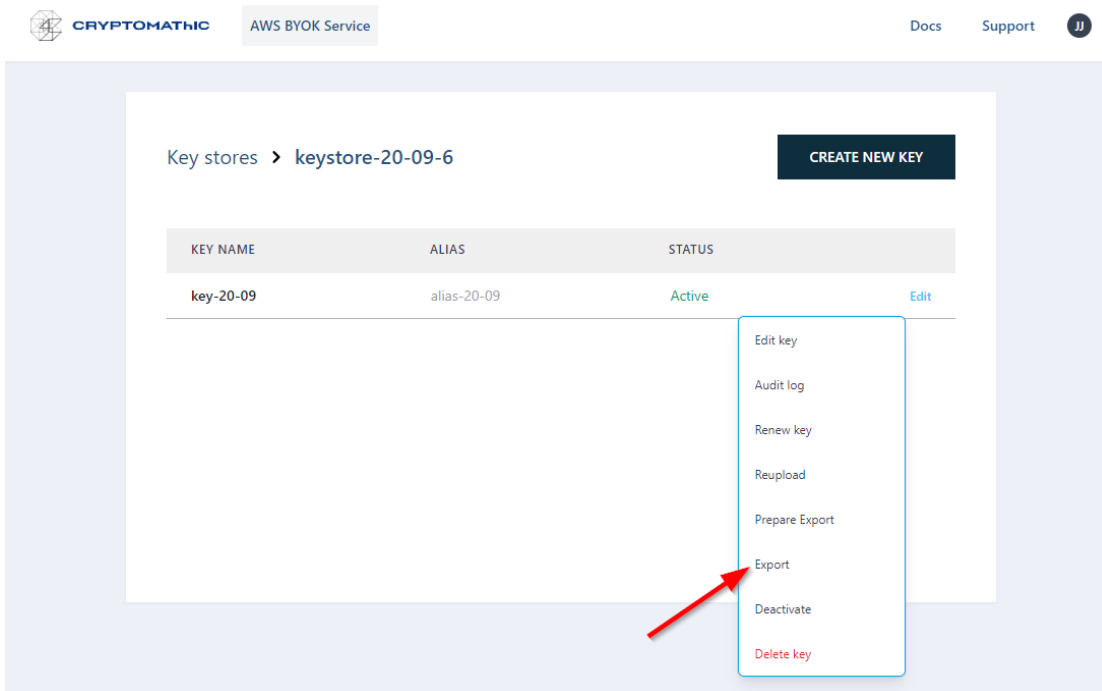 CRYPTOMATHIC AWS BYOK Service Docs Support JJ
Key stores > keystore-20-09-6 CREATE NEW KEY
KEY NAME ALIAS STATUS
key-20-09 alias-20-09 Active Edit
Edit key
Audit log
Renew key
Reupload
Prepare Export
Export
Deactivate
Delete key